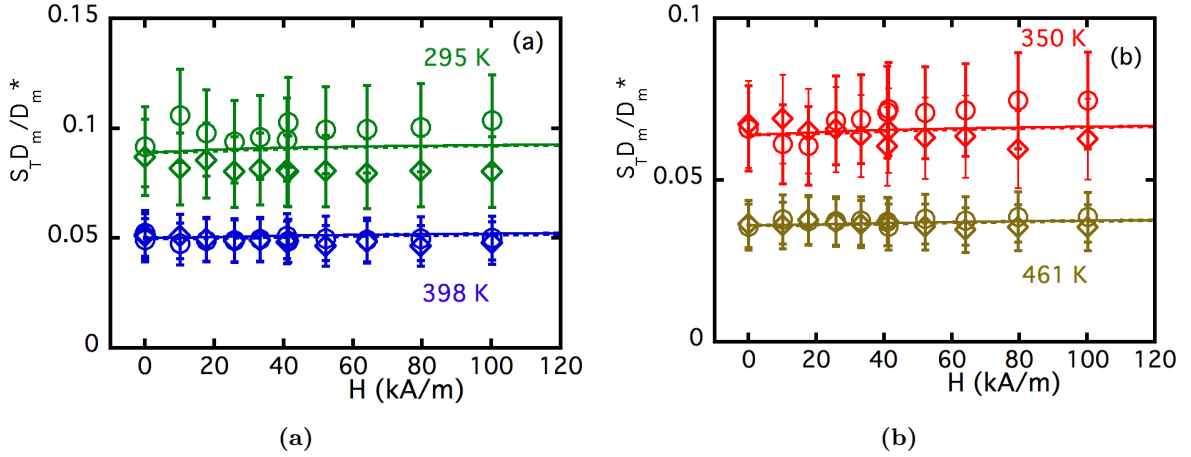 0.15
0.1
0.05
0
S_T D_m/D_m*
(a)
295 K
398 K
0 20 40 60 80 100 120
H (kA/m)
(a)
0.1
0.05
0
S_T D_m/D_m*
350 K
(b)
461 K
0 20 40 60 80 100 120
H (kA/m)
(b)